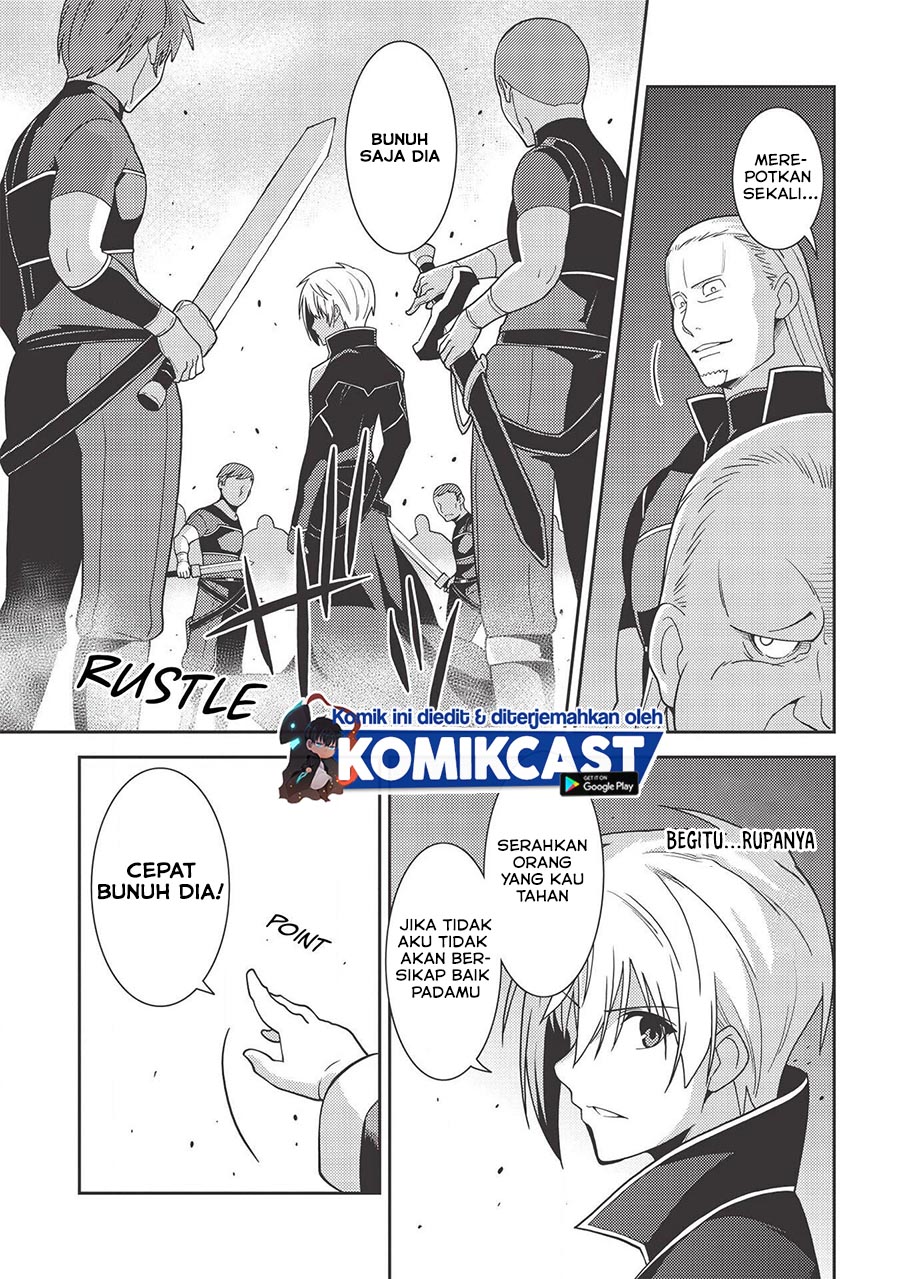 MERE-
POTKAN
SEKALI...
BUNUH
SAJA DIA
RUSTLE
Komik ini diedit & diterjemahkan oleh
KOMIKCAST
GET IT ON
Google Play
BEGITU...RUPANYA
SERAHKAN
ORANG
YANG KAU
TAHAN
JIKA TIDAK
AKU TIDAK
AKAN BER-
SIKAP BAIK
PADAMU
POINT
CEPAT
BUNUH DIA!